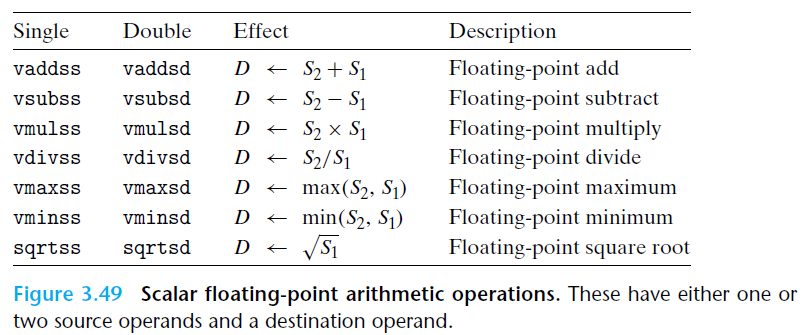 Single Double Effect Description
vaddss vaddsd D ← S₂ + S₁ Floating-point add
vsubss vsubsd D ← S₂ − S₁ Floating-point subtract
vmulss vmulsd D ← S₂ × S₁ Floating-point multiply
vdivss vdivsd D ← S₂/S₁ Floating-point divide
vmaxss vmaxsd D ← max(S₂, S₁) Floating-point maximum
vminss vminsd D ← min(S₂, S₁) Floating-point minimum
sqrtss sqrtsd D ← √S₁ Floating-point square root
Figure 3.49 Scalar floating-point arithmetic operations. These have either one or
two source operands and a destination operand.